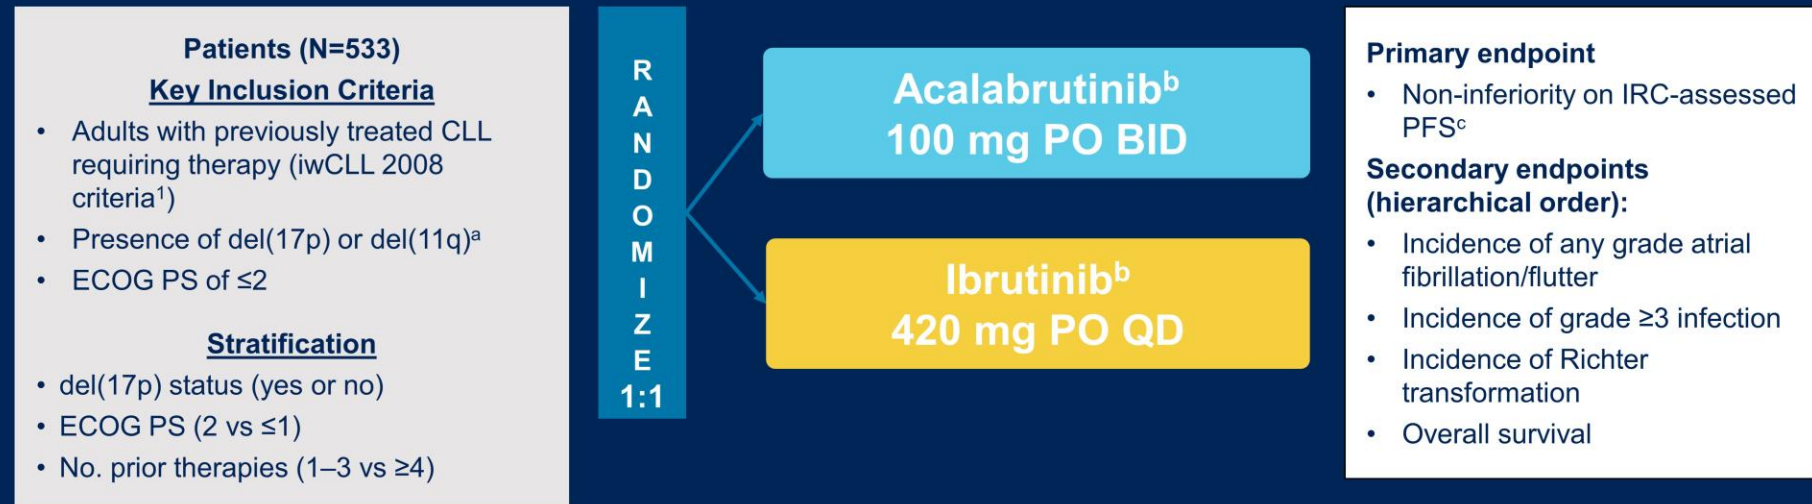 Patients (N=533)
Key Inclusion Criteria
• Adults with previously treated CLL
requiring therapy (iwCLL 2008
criteria¹)
• Presence of del(17p) or del(11q)ᵃ
• ECOG PS of ≤2
Stratification
• del(17p) status (yes or no)
• ECOG PS (2 vs ≤1)
• No. prior therapies (1–3 vs ≥4)
R
A
N
D
O
M
I
Z
E
1:1
Acalabrutinibᵇ
100 mg PO BID
Ibrutinibᵇ
420 mg PO QD
Primary endpoint
• Non-inferiority on IRC-assessed
PFSᶜ
Secondary endpoints
(hierarchical order):
• Incidence of any grade atrial
fibrillation/flutter
• Incidence of grade ≥3 infection
• Incidence of Richter
transformation
• Overall survival